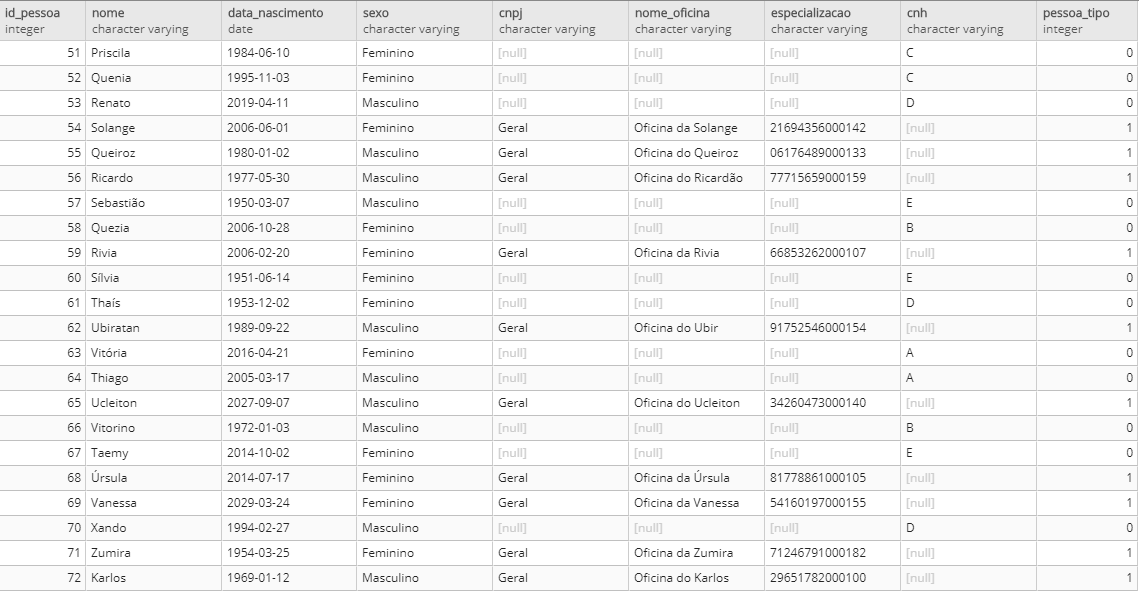 id_pessoa nome data_nascimento sexo cnpj nome_oficina especializacao cnh pessoa_tipo
integer character varying date character varying character varying character varying character varying character varying integer
51 Priscila 1984-06-10 Feminino [null] [null] [null] C 0
52 Quenia 1995-11-03 Feminino [null] [null] [null] C 0
53 Renato 2019-04-11 Masculino [null] [null] [null] D 0
54 Solange 2006-06-01 Feminino Geral Oficina da Solange 21694356000142 [null] 1
55 Queiroz 1980-01-02 Masculino Geral Oficina do Queiroz 06176489000133 [null] 1
56 Ricardo 1977-05-30 Masculino Geral Oficina do Ricardão 77715659000159 [null] 1
57 Sebastião 1950-03-07 Masculino [null] [null] [null] E 0
58 Quezia 2006-10-28 Feminino [null] [null] [null] B 0
59 Rivia 2006-02-20 Feminino Geral Oficina da Rivia 66853262000107 [null] 1
60 Sílvia 1951-06-14 Feminino [null] [null] [null] E 0
61 Thaís 1953-12-02 Feminino [null] [null] [null] D 0
62 Ubiratan 1989-09-22 Masculino Geral Oficina do Ubir 91752546000154 [null] 1
63 Vitória 2016-04-21 Feminino [null] [null] [null] A 0
64 Thiago 2005-03-17 Masculino [null] [null] [null] A 0
65 Ucleiton 2027-09-07 Masculino Geral Oficina do Ucleiton 34260473000140 [null] 1
66 Vitorino 1972-01-03 Masculino [null] [null] [null] B 0
67 Taemy 2014-10-02 Feminino [null] [null] [null] E 0
68 Úrsula 2014-07-17 Feminino Geral Oficina da Úrsula 81778861000105 [null] 1
69 Vanessa 2029-03-24 Feminino Geral Oficina da Vanessa 54160197000155 [null] 1
70 Xando 1994-02-27 Masculino [null] [null] [null] D 0
71 Zumira 1954-03-25 Feminino Geral Oficina da Zumira 71246791000182 [null] 1
72 Karlos 1969-01-12 Masculino Geral Oficina do Karlos 29651782000100 [null] 1